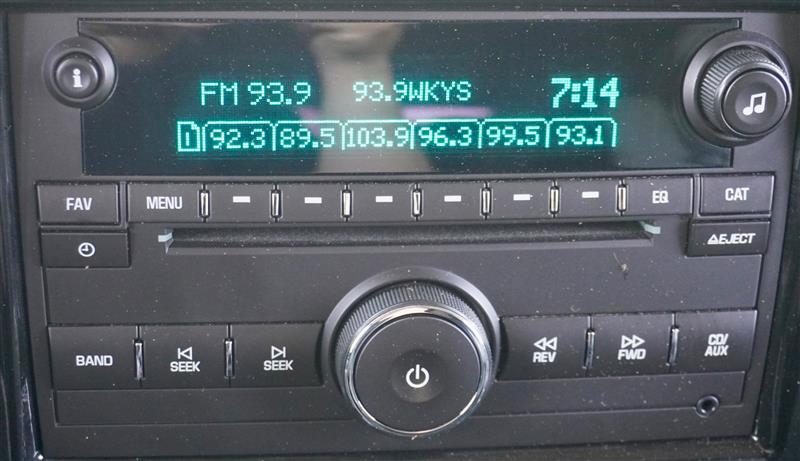 FM 93.9 93.9WKYS 7:14
1 92.3 89.5 103.9 96.3 99.5 93.1
i
FAV MENU EQ CAT
EJECT
BAND SEEK SEEK REV FWD CD/
AUX